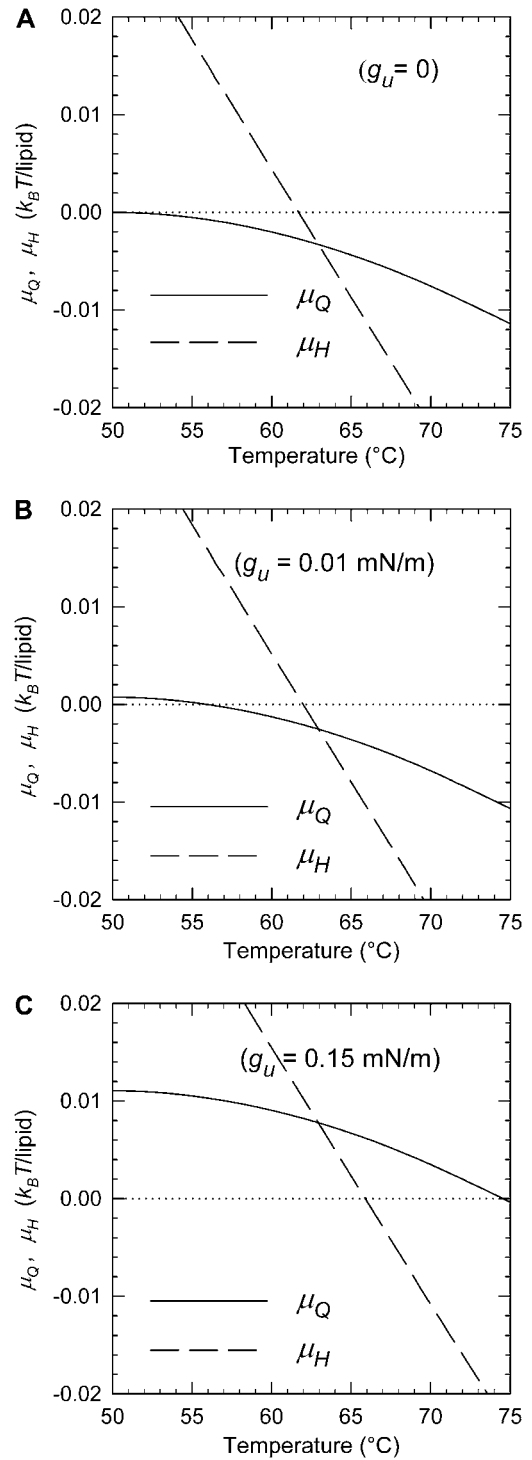 A
0.02
(g_u = 0)
0.01
0.00
μ_Q, μ_H (k_BT/lipid)
μ_Q
-0.01
μ_H
-0.02
50 55 60 65 70 75
Temperature (°C)
B
0.02
(g_u = 0.01 mN/m)
0.01
0.00
μ_Q, μ_H (k_BT/lipid)
μ_Q
-0.01
μ_H
-0.02
50 55 60 65 70 75
Temperature (°C)
C
0.02
(g_u = 0.15 mN/m)
0.01
0.00
μ_Q, μ_H (k_BT/lipid)
μ_Q
-0.01
μ_H
-0.02
50 55 60 65 70 75
Temperature (°C)